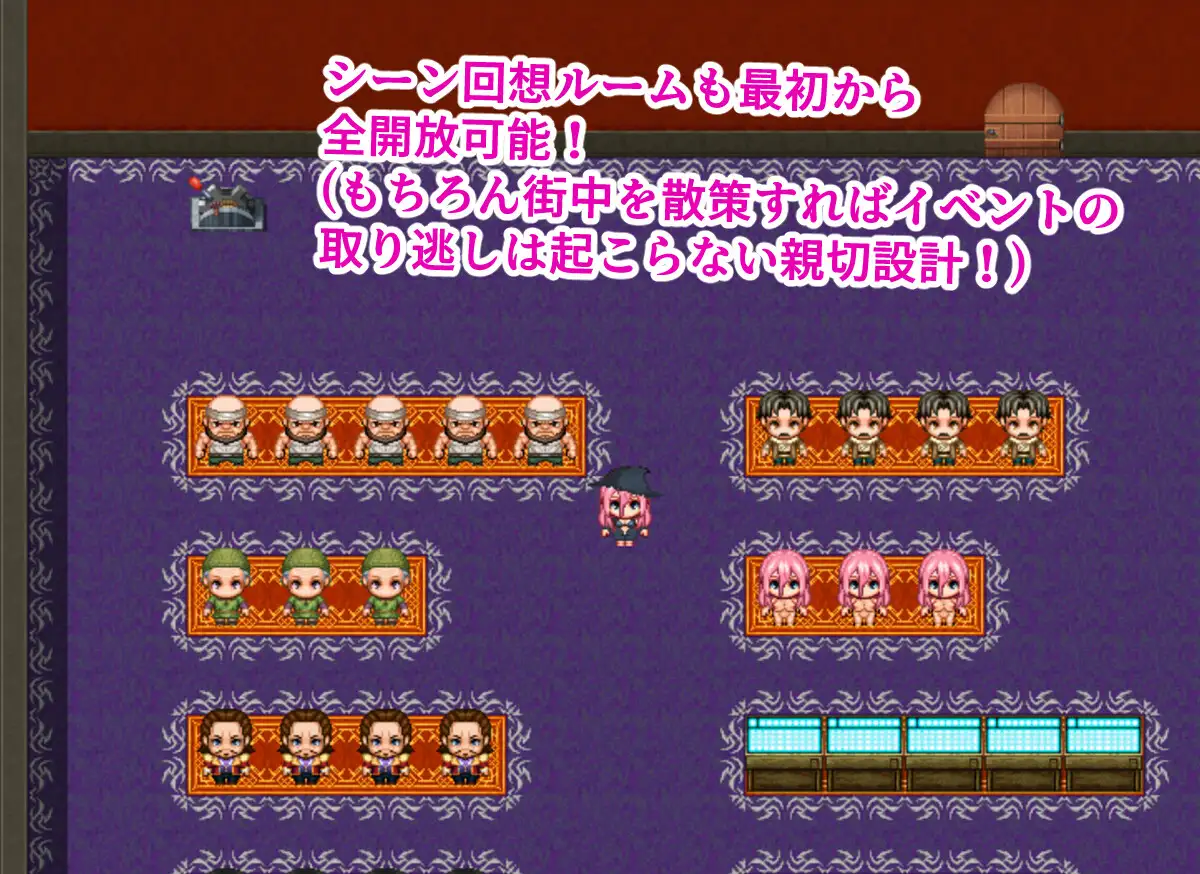 シーン回想ルームも最初から
全開放可能！
(もちろん街中を散策すればイベントの
取り逃しは起こらない親切設計！)